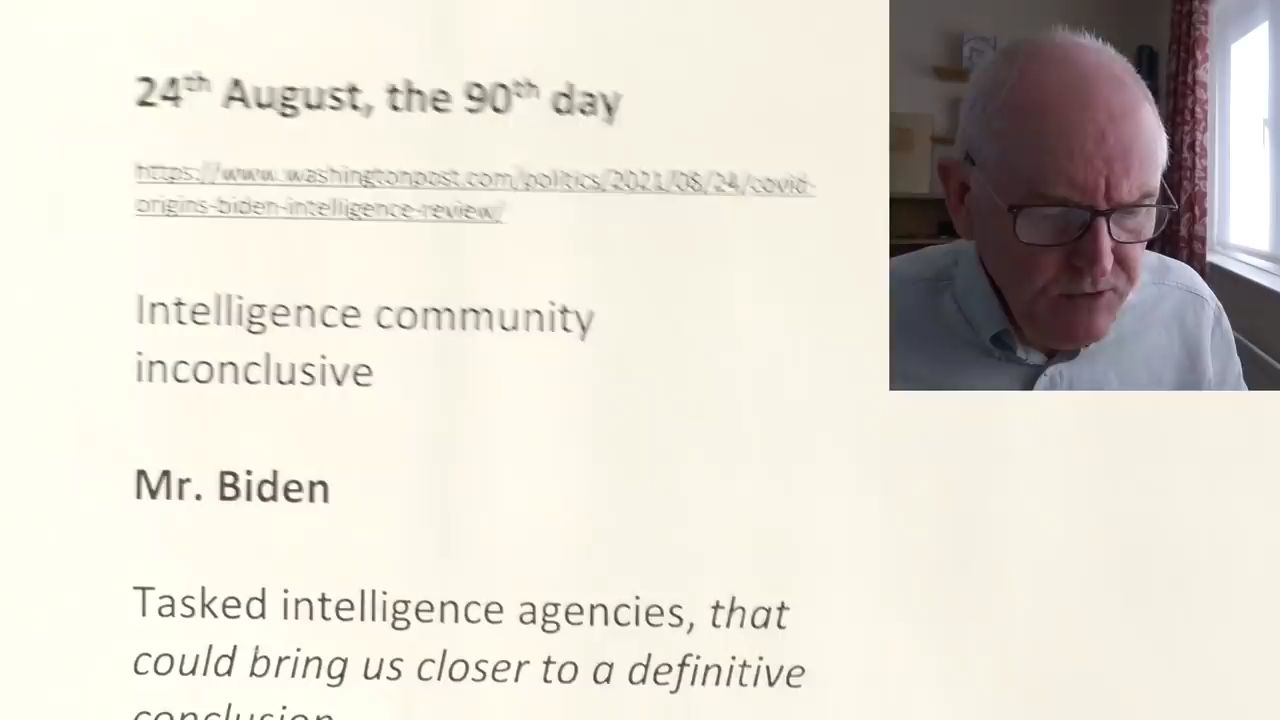 24th August, the 90th day
https://www.washingtonpost.com/politics/2021/08/24/covid-
origins-biden-intelligence-review/
Intelligence community
inconclusive
Mr. Biden
Tasked intelligence agencies, that
could bring us closer to a definitive
conclusion